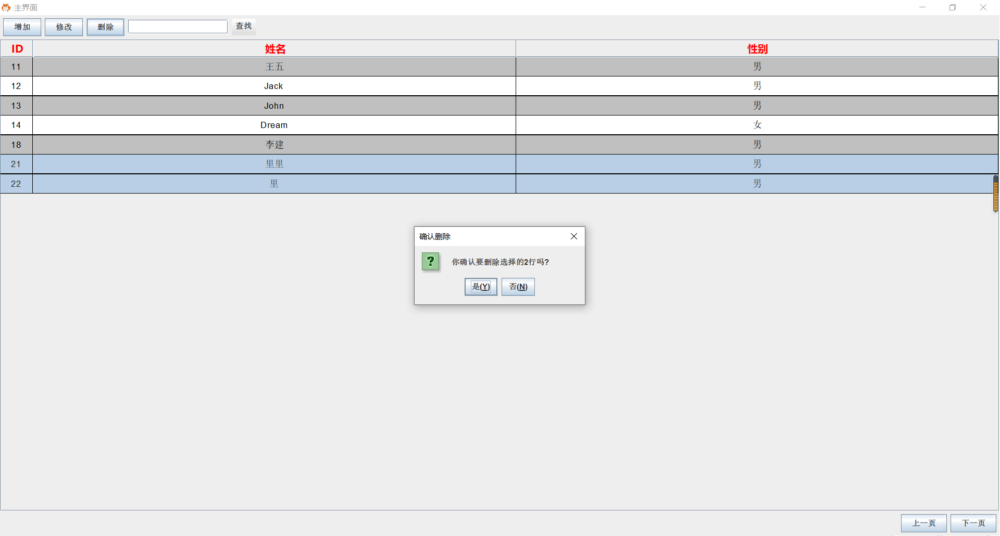 主界面
增加 修改 删除 查找
ID 姓名 性别
11 王五 男
12 Jack 男
13 John 男
14 Dream 女
18 李建 男
21 里里 男
22 里 男
确认删除
?
你确认要删除选择的2行吗?
是(Y) 否(N)
上一页 下一页